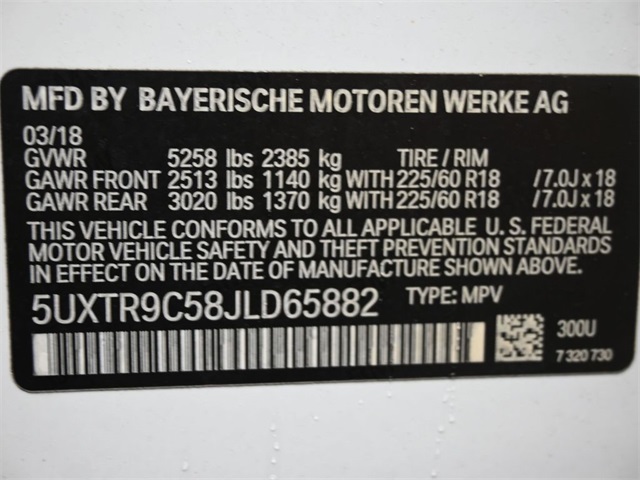 MFD BY BAYERISCHE MOTOREN WERKE AG
03/18
GVWR 5258 lbs 2385 kg TIRE / RIM
GAWR FRONT 2513 lbs 1140 kg WITH 225/60 R18 /7.0J x 18
GAWR REAR 3020 lbs 1370 kg WITH 225/60 R18 /7.0J x 18
THIS VEHICLE CONFORMS TO ALL APPLICABLE U. S. FEDERAL
MOTOR VEHICLE SAFETY AND THEFT PREVENTION STANDARDS
IN EFFECT ON THE DATE OF MANUFACTURE SHOWN ABOVE.
5UXTR9C58JLD65882 TYPE: MPV
300U
7 320 730